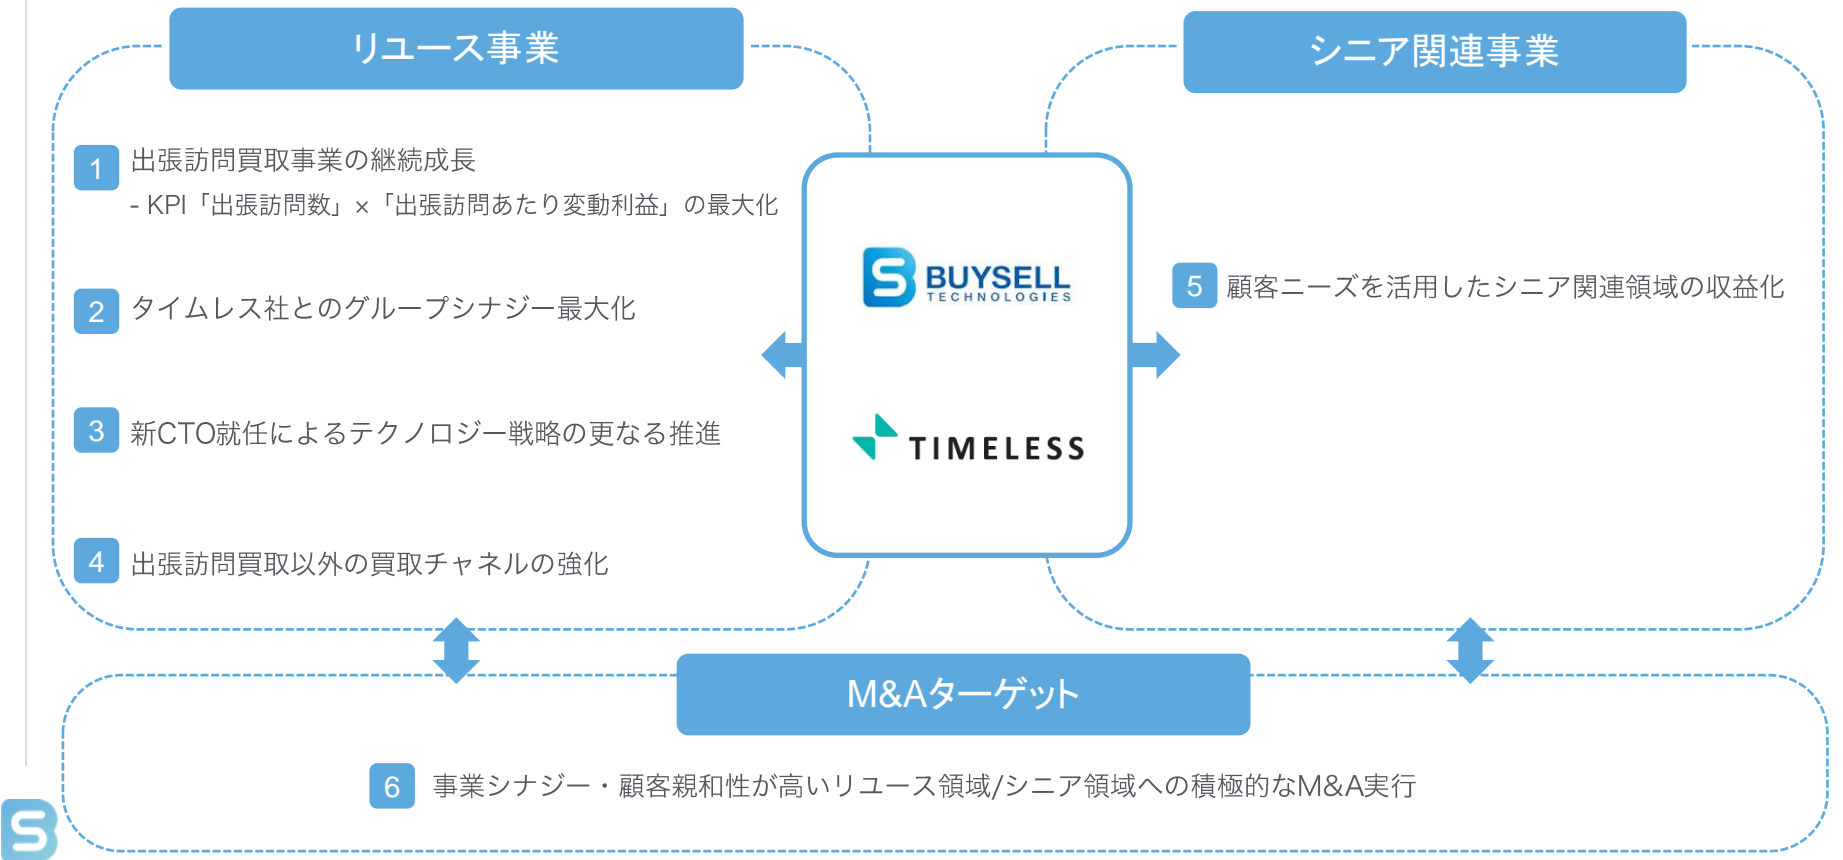 リユース事業
1 出張訪問買取事業の継続成長
- KPI「出張訪問数」×「出張訪問あたり変動利益」の最大化
2 タイムレス社とのグループシナジー最大化
3 新CTO就任によるテクノロジー戦略の更なる推進
4 出張訪問買取以外の買取チャネルの強化
BUYSELL
TECHNOLOGIES
TIMELESS
シニア関連事業
5 顧客ニーズを活用したシニア関連領域の収益化
M&Aターゲット
6 事業シナジー・顧客親和性が高いリユース領域/シニア領域への積極的なM&A実行